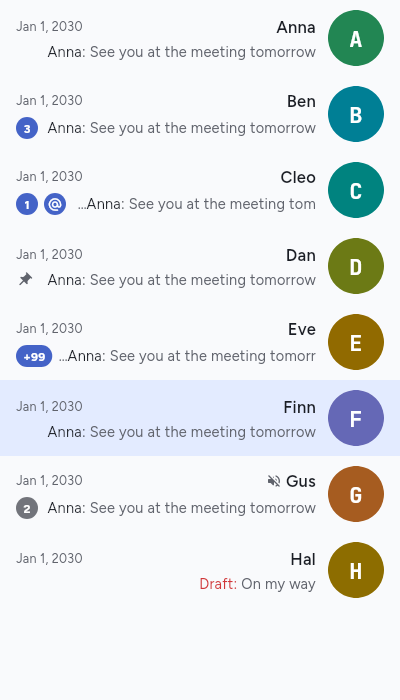 Jan 1, 2030 Anna A
Anna: See you at the meeting tomorrow
Jan 1, 2030 Ben B
3 Anna: See you at the meeting tomorrow
Jan 1, 2030 Cleo C
1 @ ...Anna: See you at the meeting tom
Jan 1, 2030 Dan D
Anna: See you at the meeting tomorrow
Jan 1, 2030 Eve E
+99 ...Anna: See you at the meeting tomorr
Jan 1, 2030 Finn F
Anna: See you at the meeting tomorrow
Jan 1, 2030 Gus G
2 Anna: See you at the meeting tomorrow
Jan 1, 2030 Hal H
Draft: On my way